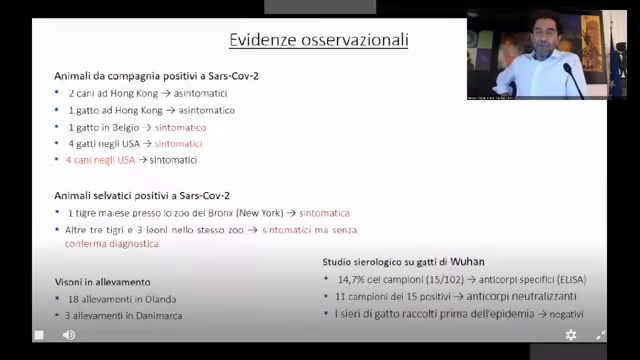 Evidenze osservazionali
Animali da compagnia positivi a Sars-Cov-2
• 2 cani ad Hong Kong → asintomatici
• 1 gatto ad Hong Kong → asintomatico
• 1 gatto in Belgio → sintomatico
• 4 gatti negli USA → sintomatici
• 4 cani negli USA → sintomatici
Animali selvatici positivi a Sars-Cov-2
• 1 tigre malese presso lo zoo del Bronx (New York) → sintomatica
• Altre tre tigri e 3 leoni nello stesso zoo → sintomatici ma senza
conferma diagnostica
Visoni in allevamento
• 18 allevamenti in Olanda
• 3 allevamenti in Danimarca
Studio sierologico su gatti di Wuhan
• 14,7% dei campioni (15/102) → anticorpi specifici (ELISA)
• 11 campioni dei 15 positivi → anticorpi neutralizzanti
• I sieri di gatto raccolti prima dell'epidemia → negativi